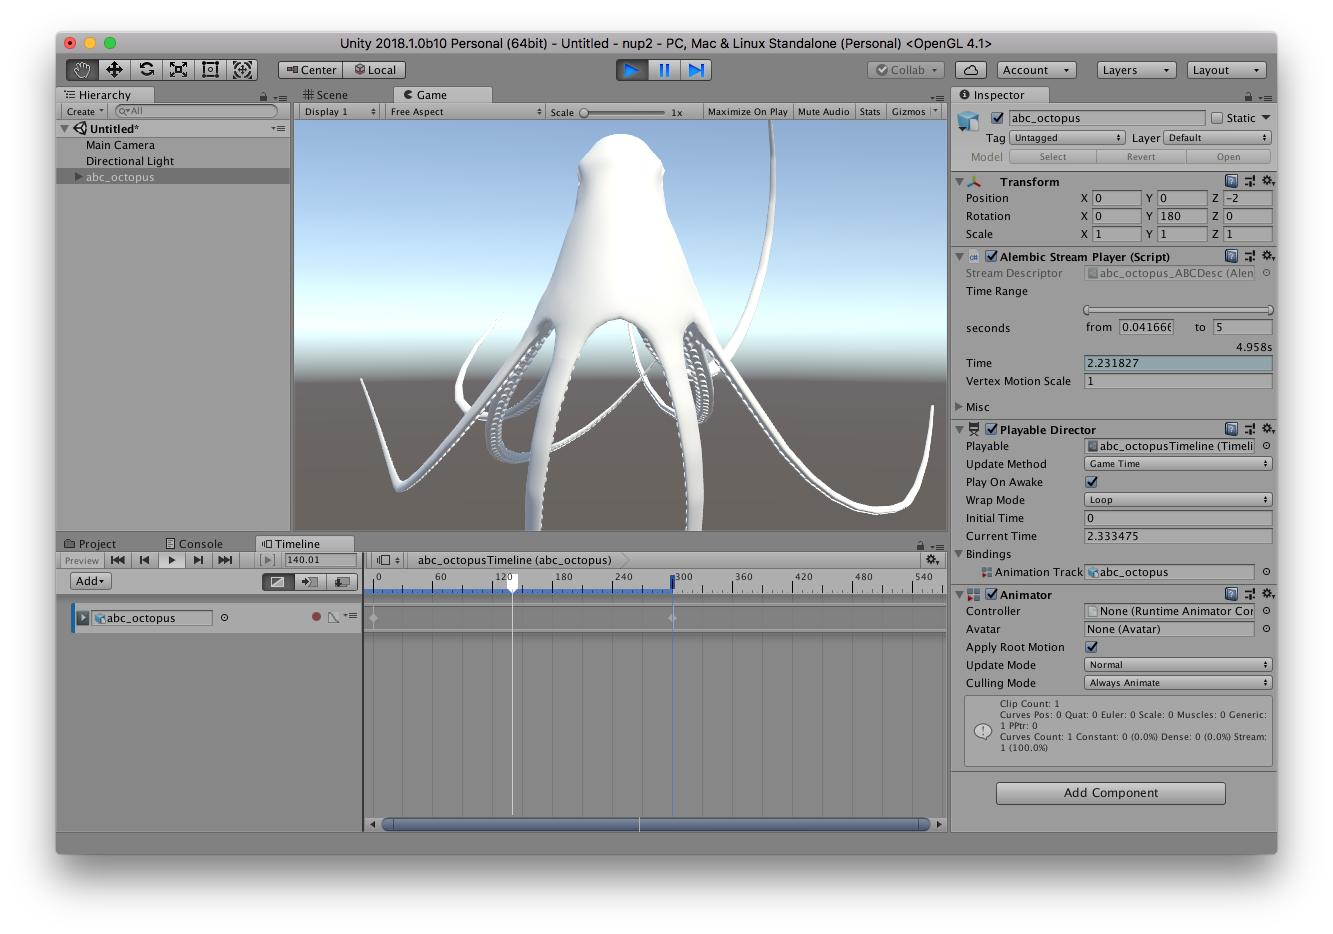 Unity 2018.1.0b10 Personal (64bit) - Untitled - nup2 - PC, Mac & Linux Standalone (Personal) <OpenGL 4.1>
Center Local Collab Account Layers Layout
Hierarchy
Create All
Untitled*
Main Camera
Directional Light
abc_octopus
Scene Game
Display 1 Free Aspect Scale 1x Maximize On Play Mute Audio Stats Gizmos
Inspector
abc_octopus Static
Tag Untagged Layer Default
Model Select Revert Open
Transform
Position X 0 Y 0 Z -2
Rotation X 0 Y 180 Z 0
Scale X 1 Y 1 Z 1
Alembic Stream Player (Script)
Stream Descriptor abc_octopus_ABCDesc (Alen
Time Range
seconds from 0.041666 to 5
4.958s
Time 2.231827
Vertex Motion Scale 1
Misc
Playable Director
Playable abc_octopusTimeline (Timeli
Update Method Game Time
Play On Awake
Wrap Mode Loop
Initial Time 0
Current Time 2.333475
Bindings
Animation Track abc_octopus
Animator
Controller None (Runtime Animator Cor
Avatar None (Avatar)
Apply Root Motion
Update Mode Normal
Culling Mode Always Animate
Clip Count: 1
Curves Pos: 0 Quat: 0 Euler: 0 Scale: 0 Muscles: 0 Generic:
1 PPtr: 0
Curves Count: 1 Constant: 0 (0.0%) Dense: 0 (0.0%) Stream:
1 (100.0%)
Add Component
Project Console Timeline
Preview 140.01 abc_octopusTimeline (abc_octopus)
Add
0 60 120 180 240 300 360 420 480 540
abc_octopus